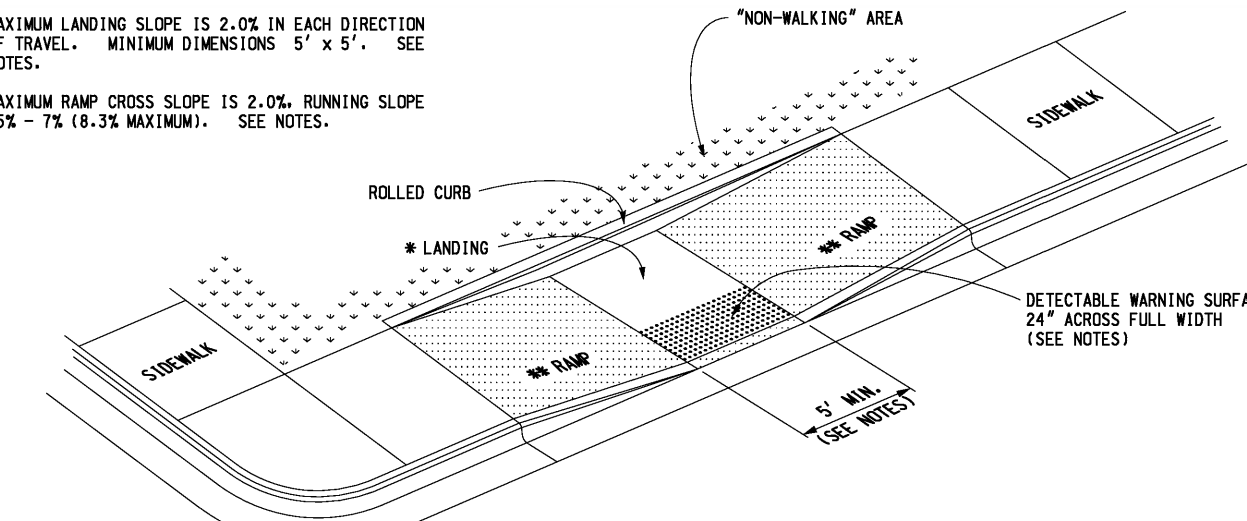 AXIMUM LANDING SLOPE IS 2.0% IN EACH DIRECTION
F TRAVEL. MINIMUM DIMENSIONS 5' x 5'. SEE
OTES.
AXIMUM RAMP CROSS SLOPE IS 2.0%, RUNNING SLOPE
5% - 7% (8.3% MAXIMUM). SEE NOTES.
"NON-WALKING" AREA
SIDEWALK
ROLLED CURB
* LANDING
** RAMP
DETECTABLE WARNING SURFA
24" ACROSS FULL WIDTH
(SEE NOTES)
SIDEWALK
** RAMP
5' MIN.
(SEE NOTES)